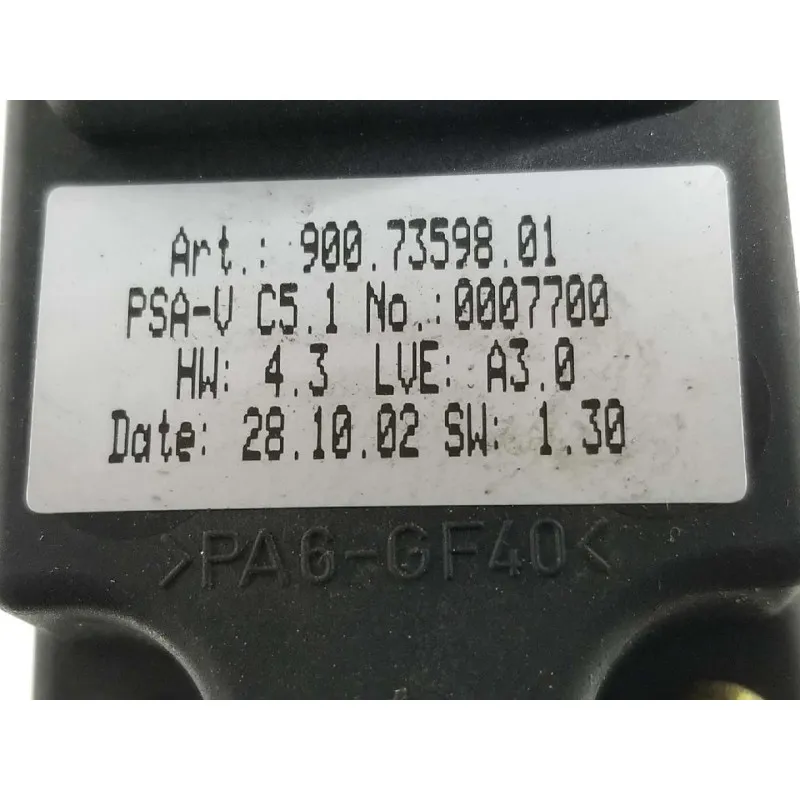 Art.: 900.73598.01
PSA-V C5.1 No.:0007700
HW: 4.3 LVE: A3.0
Date: 28.10.02 SW: 1.30
>PA6-GF40<